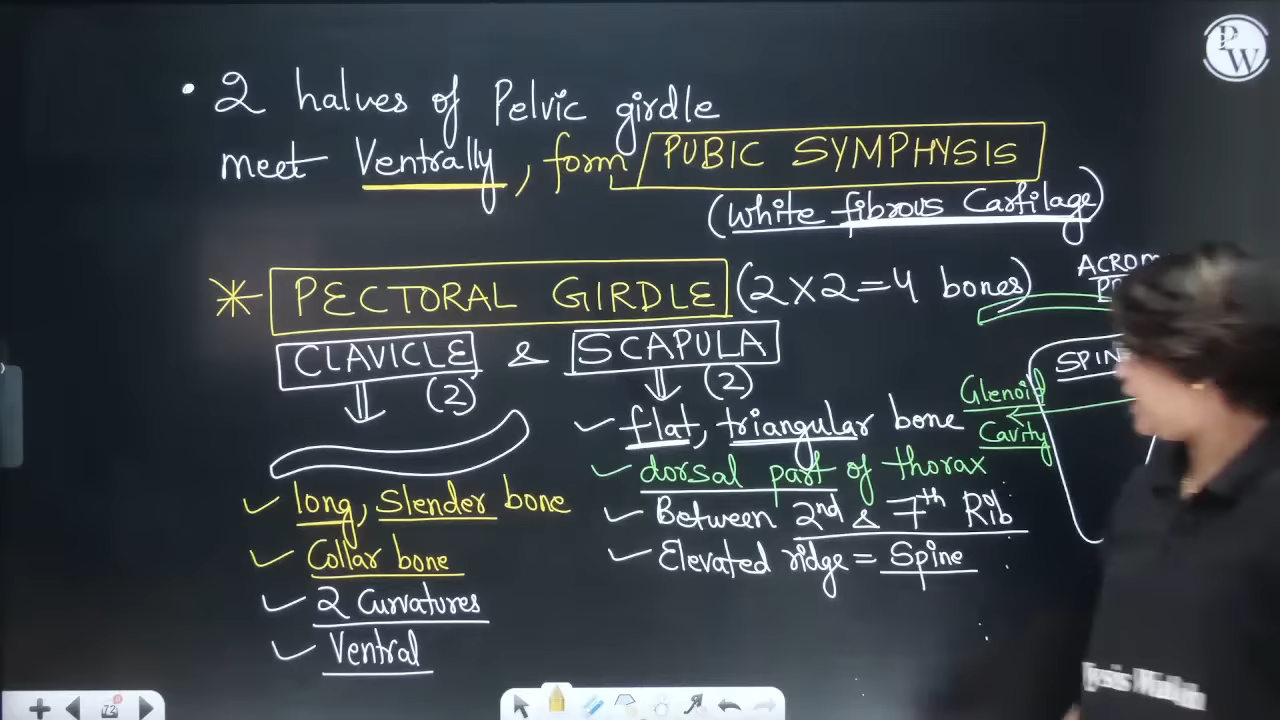 • 2 halves of Pelvic girdle
meet Ventrally, form PUBIC SYMPHYSIS
(White fibrous Cartilage)
* PECTORAL GIRDLE (2×2=4 bones)
CLAVICLE & SCAPULA
(2) (2)
✓ long, Slender bone
✓ Collar bone
✓ 2 Curvatures
✓ Ventral
✓ flat, triangular bone
✓ dorsal part of thorax
✓ Between 2nd & 7th Rib
✓ Elevated ridge = Spine
Glenoid
Cavity
PW
72